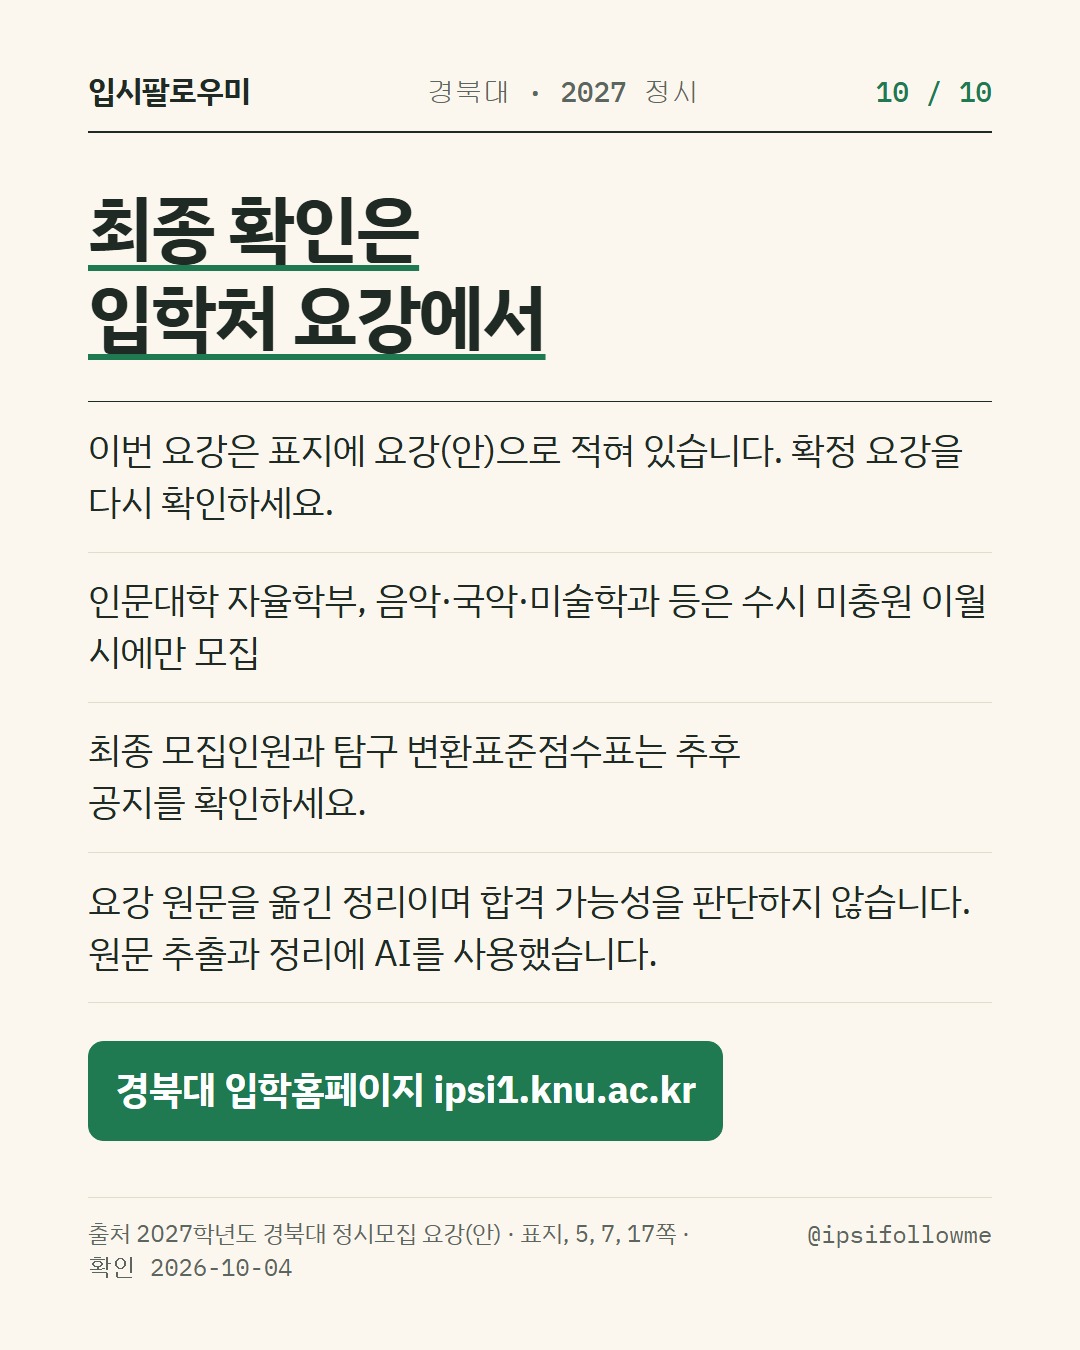 입시팔로우미
경북대 · 2027 정시
10 / 10
최종 확인은
입학처 요강에서
이번 요강은 표지에 요강(안)으로 적혀 있습니다. 확정 요강을
다시 확인하세요.
인문대학 자율학부, 음악·국악·미술학과 등은 수시 미충원 이월
시에만 모집
최종 모집인원과 탐구 변환표준점수표는 추후
공지를 확인하세요.
요강 원문을 옮긴 정리이며 합격 가능성을 판단하지 않습니다.
원문 추출과 정리에 AI를 사용했습니다.
경북대 입학홈페이지 ipsi1.knu.ac.kr
출처 2027학년도 경북대 정시모집 요강(안) · 표지, 5, 7, 17쪽 ·
확인 2026-10-04
@ipsifollowme